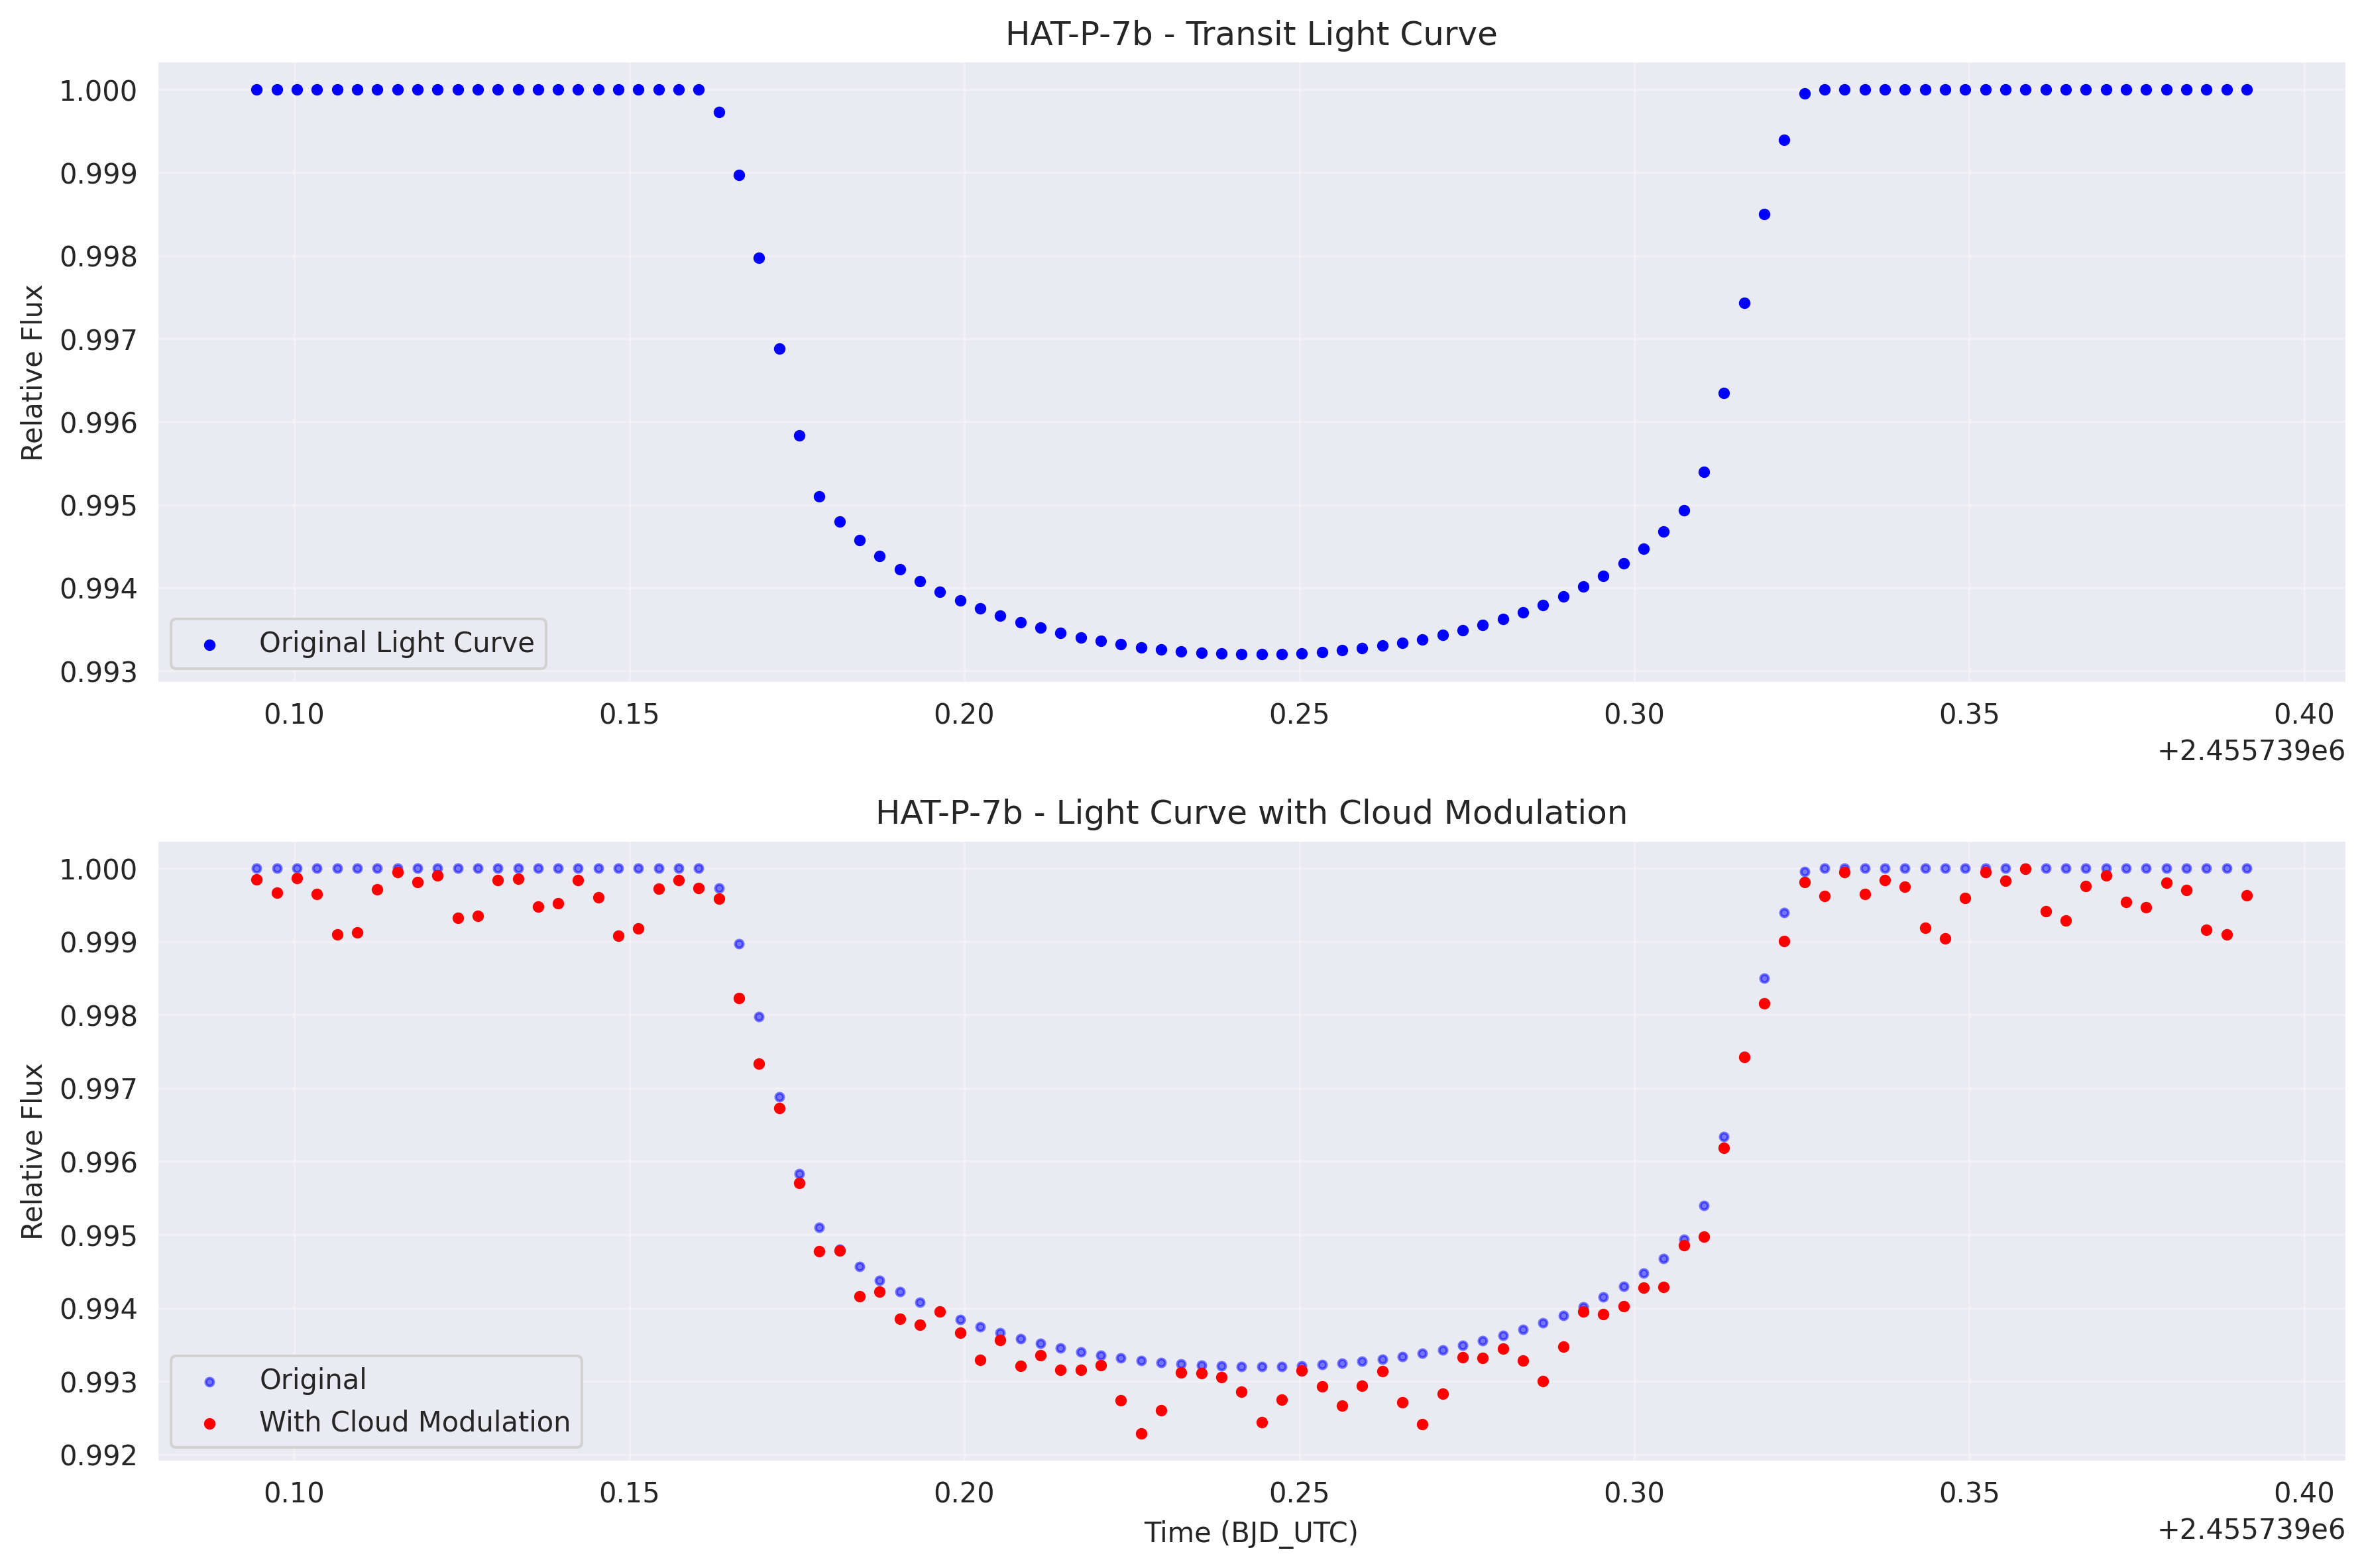 HAT-P-7b - Transit Light Curve
Relative Flux
1.000
0.999
0.998
0.997
0.996
0.995
0.994
0.993
Original Light Curve
0.10 0.15 0.20 0.25 0.30 0.35 0.40
+2.455739e6
HAT-P-7b - Light Curve with Cloud Modulation
Relative Flux
1.000
0.999
0.998
0.997
0.996
0.995
0.994
0.993
0.992
Original
With Cloud Modulation
0.10 0.15 0.20 0.25 0.30 0.35 0.40
Time (BJD_UTC)
+2.455739e6